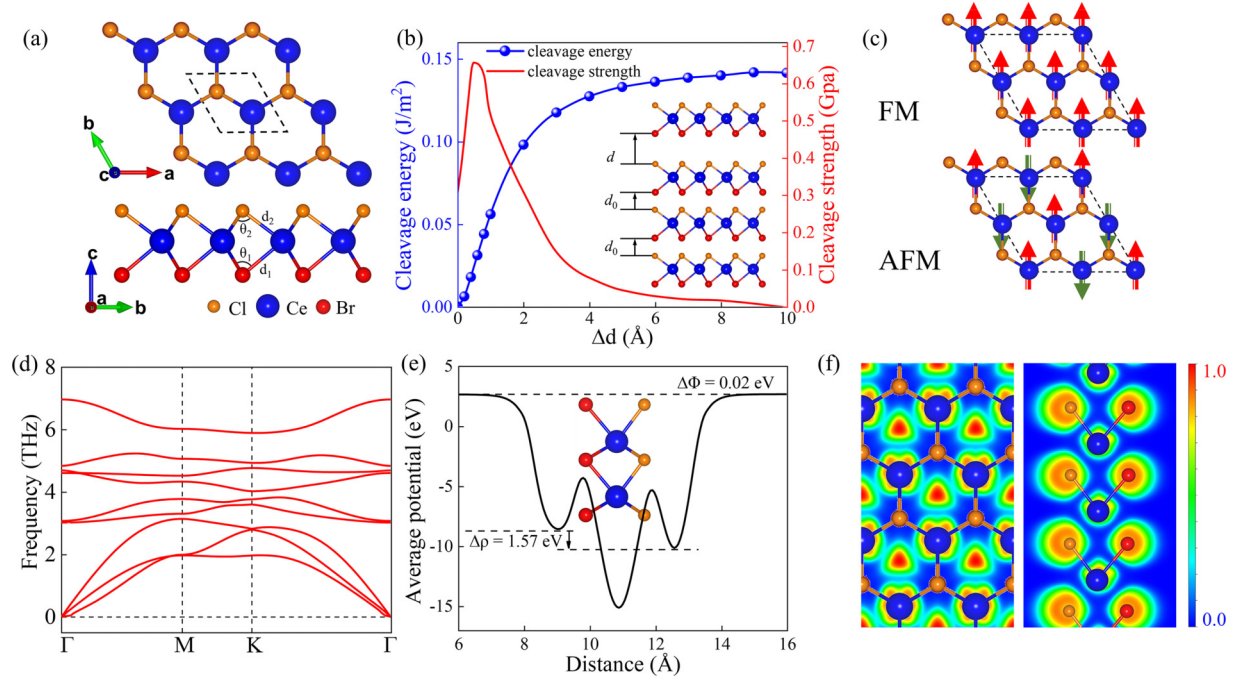 (a)
b
c
a
d₂
θ₂
θ₁
d₁
c
a
b
Cl
Ce
Br
(b)
cleavage energy
cleavage strength
Cleavage energy (J/m²)
0.15
0.10
0.05
0.00
0.7
0.6
0.5
0.4
0.3
0.2
0.1
0.0
Cleavage strength (Gpa)
d
d₀
d₀
0
2
4
6
8
10
Δd (Å)
(c)
FM
AFM
(d)
Frequency (THz)
8
6
4
2
0
Γ
M
K
Γ
(e)
Average potential (eV)
5
0
-5
-10
-15
ΔΦ = 0.02 eV
Δρ = 1.57 eV
6
8
10
12
14
16
Distance (Å)
(f)
1.0
0.0